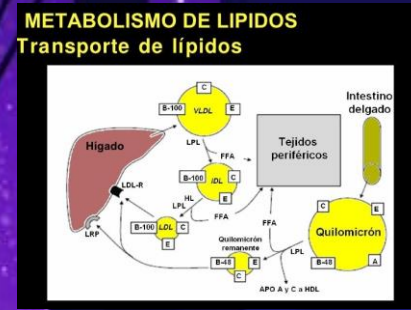 METABOLISMO DE LIPIDOS
Transporte de lípidos
C
B-100
VLDL
E
Intestino
delgado
Hígado
LPL
FFA
Tejidos
periféricos
B-100
IDL
C
E
LDL-R
HL
LPL
FFA
FFA
B-100
LDL
C
E
LRP
Quilomicrón
remanente
B-48
E
C
LPL
C
E
Quilomicrón
B-48
A
APO A y C a HDL